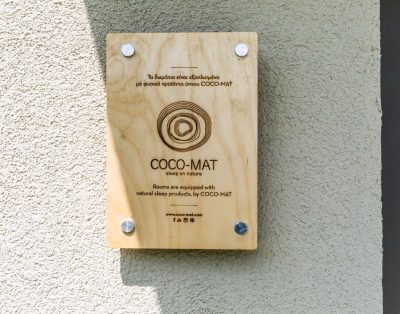 Τα δωμάτια είναι εξοπλισμένα
με φυσικά προϊόντα ύπνου COCO-MAT
COCO-MAT
sleep on nature
Rooms are equipped with
natural sleep products, by COCO-MAT
www.coco-mat.com